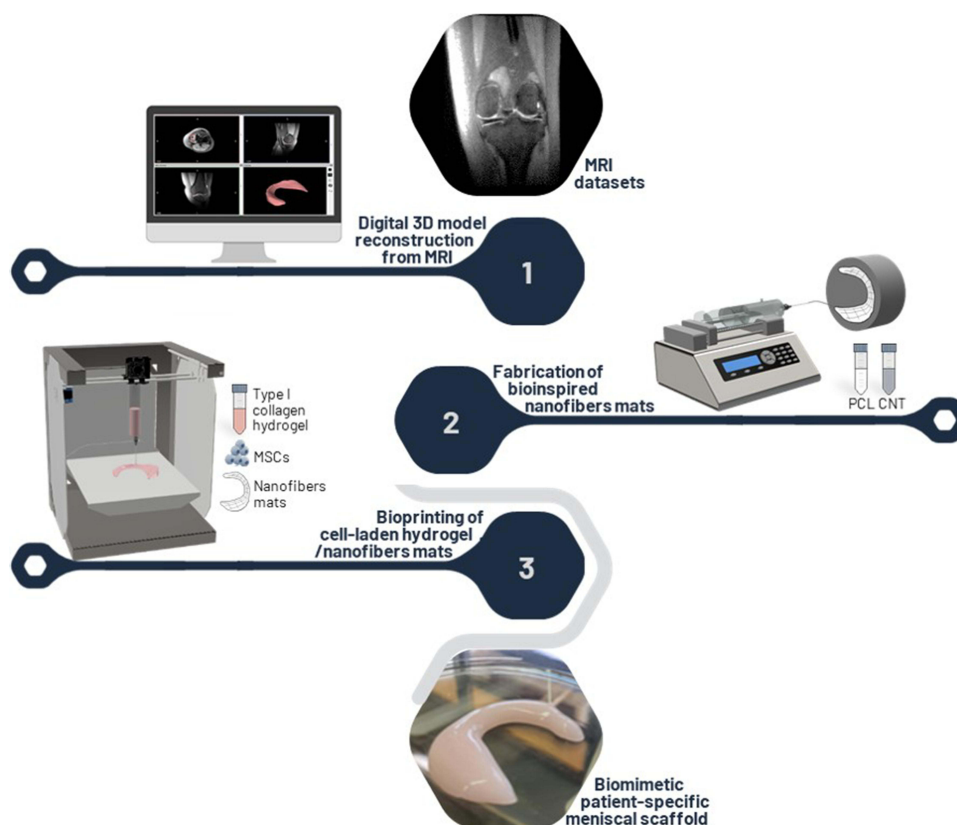 MRI
datasets
Digital 3D model
reconstruction
from MRI
1
Fabrication of
bioinspired
nanofibers mats
2
PCL CNT
Type I
collagen
hydrogel
MSCs
Nanofibers
mats
Bioprinting of
cell-laden hydrogel
/nanofibers mats
3
Biomimetic
patient-specific
meniscal scaffold